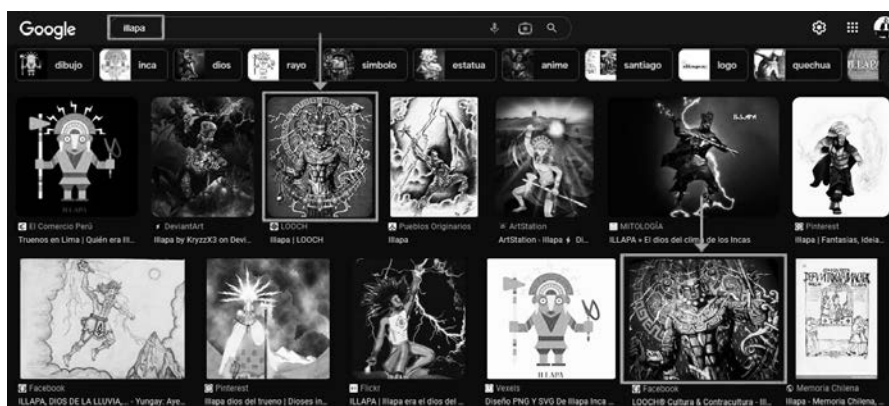 Google
illapa
dibujo
inca
dios
rayo
simbolo
estatua
anime
santiago
logo
quechua
ILLAPA
ILLAPA
El Comercio Perú
Truenos en Lima | Quién era Ill...
DeviantArt
Illapa by KryzzX3 on Devi...
LOOCH
Illapa | LOOCH
Pueblos Originarios
Illapa
ArtStation
ArtStation - Illapa ⚡ Di...
MITOLOGÍA
ILLAPA » El dios del clima de los Incas
Pinterest
Illapa | Fantasias, Ideia...
ILLAPA
Facebook
ILLAPA, DIOS DE LA LLUVIA,... - Yungay: Aye...
Pinterest
Illapa dios del trueno | Dioses in...
Flickr
ILLAPA | Illapa era el dios del ...
Vexels
Diseño PNG Y SVG De Illapa Inca ...
Facebook
LOOCH® Cultura & Contracultura - Ill...
Memoria Chilena
Illapa - Memoria Chilena, ...